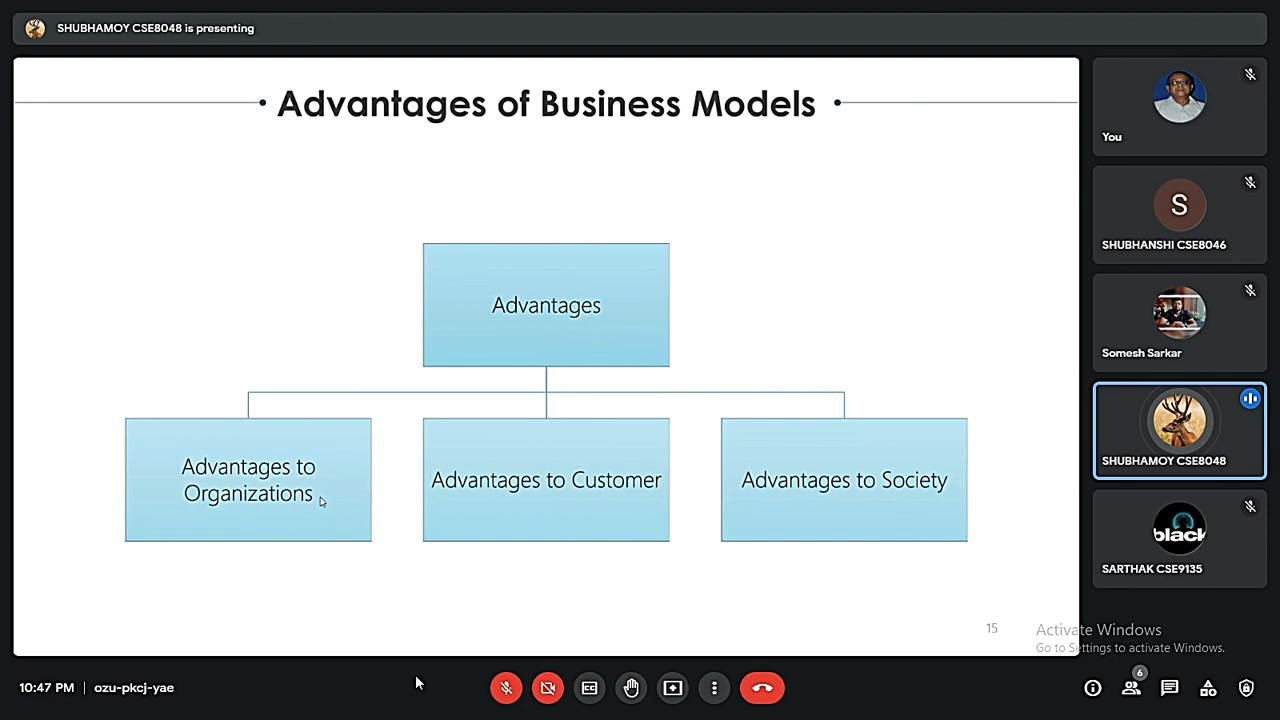 SHUBHAMOY CSE8048 is presenting
Advantages of Business Models
Advantages
Advantages to
Organizations
Advantages to Customer
Advantages to Society
15
You
S
SHUBHANSHI CSE8046
Somesh Sarkar
SHUBHAMOY CSE8048
black
SARTHAK CSE9135
Activate Windows
Go to Settings to activate Windows.
10:47 PM | ozu-pkcj-yae
6